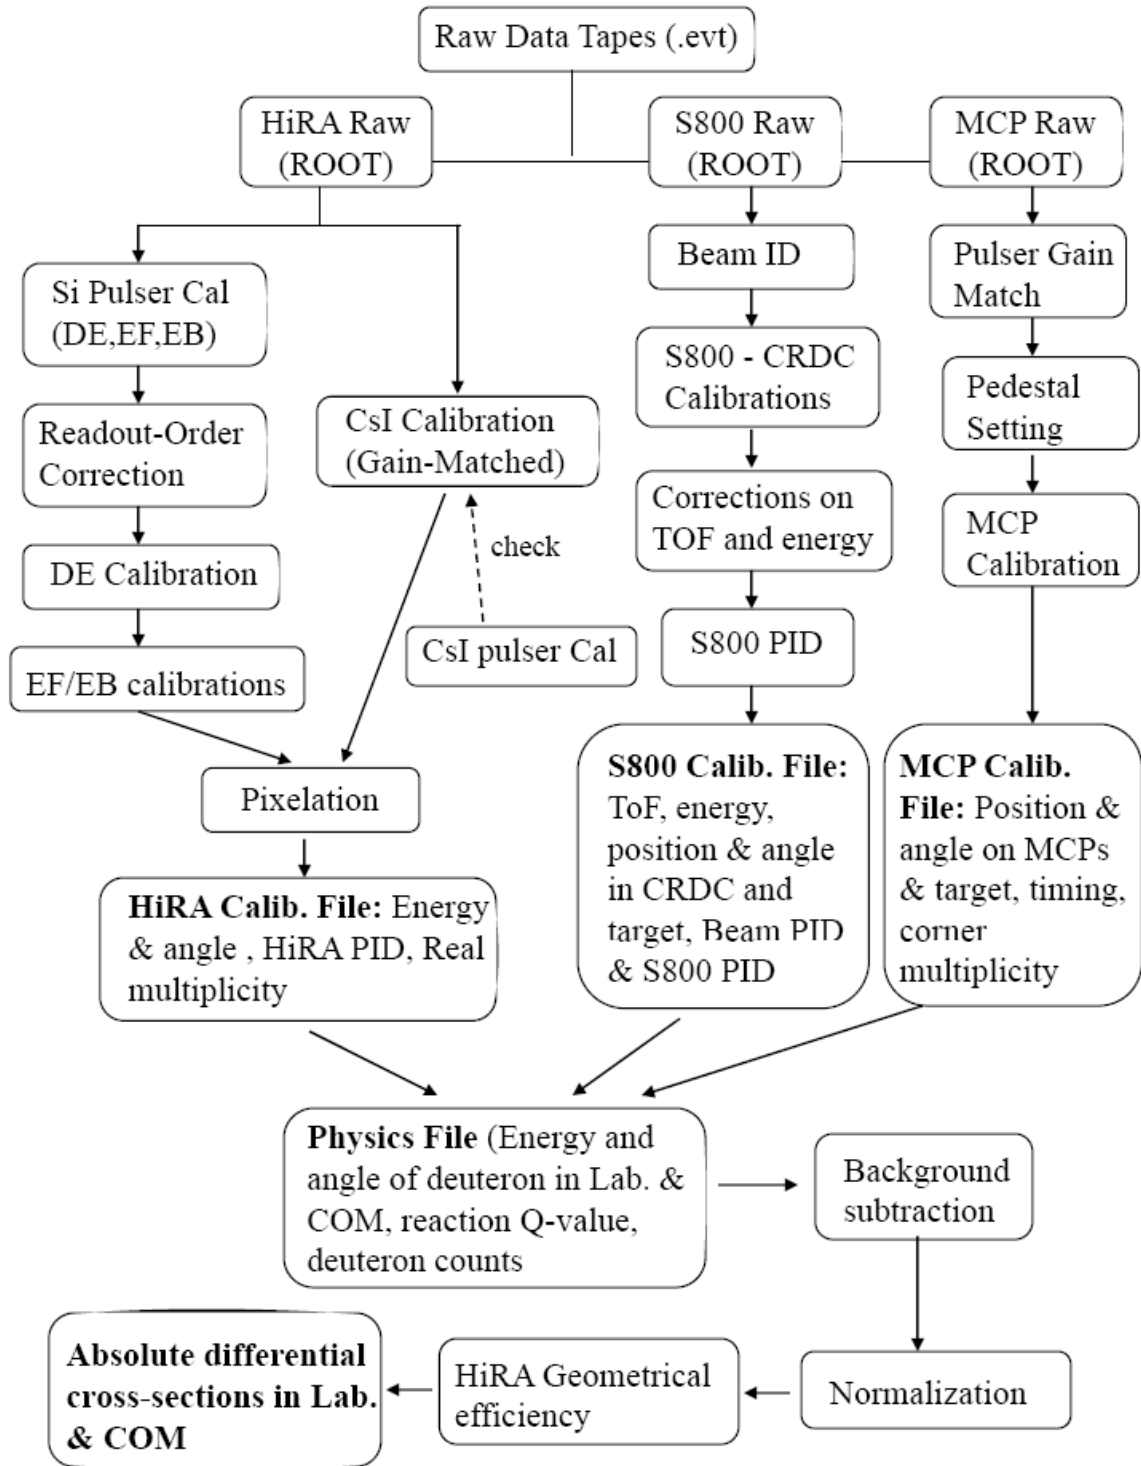 Raw Data Tapes (.evt)
HiRA Raw
(ROOT)
S800 Raw
(ROOT)
MCP Raw
(ROOT)
Si Pulser Cal
(DE,EF,EB)
Readout-Order
Correction
DE Calibration
EF/EB calibrations
CsI Calibration
(Gain-Matched)
check
CsI pulser Cal
Pixelation
HiRA Calib. File: Energy
& angle , HiRA PID, Real
multiplicity
Beam ID
S800 - CRDC
Calibrations
Corrections on
TOF and energy
S800 PID
S800 Calib. File:
ToF, energy,
position & angle
in CRDC and
target, Beam PID
& S800 PID
Pulser Gain
Match
Pedestal
Setting
MCP
Calibration
MCP Calib.
File: Position &
angle on MCPs
& target, timing,
corner
multiplicity
Physics File (Energy and
angle of deuteron in Lab. &
COM, reaction Q-value,
deuteron counts
Background
subtraction
Normalization
HiRA Geometrical
efficiency
Absolute differential
cross-sections in Lab.
& COM